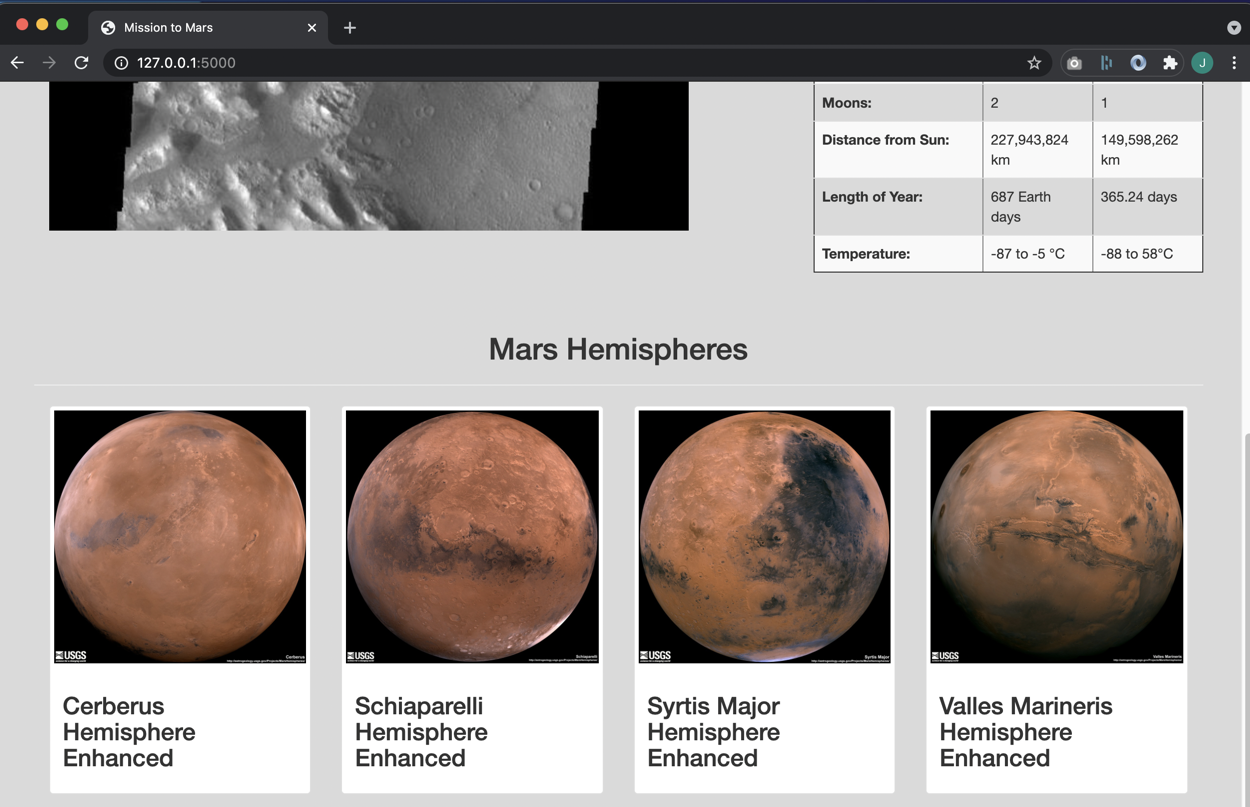 Mission to Mars
127.0.0.1:5000
J
Moons: 2 1
Distance from Sun: 227,943,824 149,598,262
km km
Length of Year: 687 Earth 365.24 days
days
Temperature: -87 to -5 °C -88 to 58°C
Mars Hemispheres
USGS Cerberus
USGS Schiaparelli
USGS Syrtis Major
USGS Valles Marineris
Cerberus
Hemisphere
Enhanced
Schiaparelli
Hemisphere
Enhanced
Syrtis Major
Hemisphere
Enhanced
Valles Marineris
Hemisphere
Enhanced